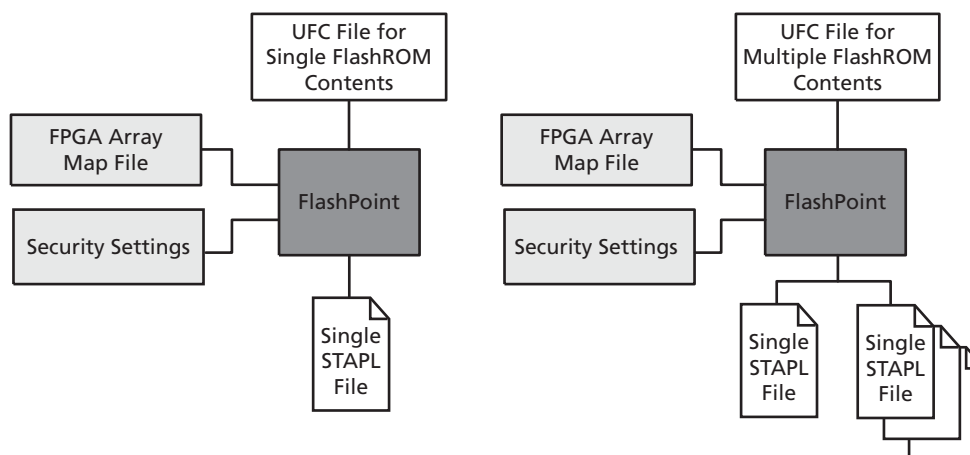 UFC File for
Single FlashROM
Contents
FPGA Array
Map File
FlashPoint
Security Settings
Single
STAPL
File
UFC File for
Multiple FlashROM
Contents
FPGA Array
Map File
FlashPoint
Security Settings
Single
STAPL
File
Single
STAPL
File